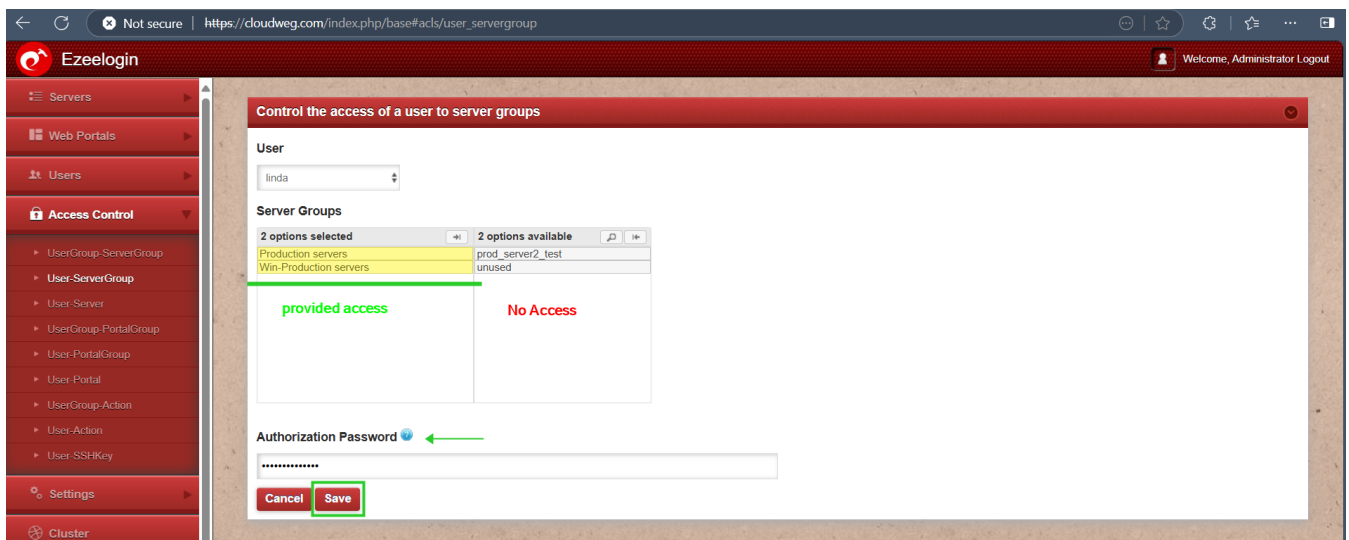 Not secure | https://cloudweg.com/index.php/base#acls/user_servergroup
Ezeelogin
Welcome, Administrator Logout
Servers
Web Portals
Users
Access Control
UserGroup-ServerGroup
User-ServerGroup
User-Server
UserGroup-PortalGroup
User-PortalGroup
User-Portal
UserGroup-Action
User-Action
User-SSHKey
Settings
Cluster
Control the access of a user to server groups
User
linda
Server Groups
2 options selected
2 options available
Production servers
prod_server2_test
Win-Production servers
unused
provided access
No Access
Authorization Password
Cancel
Save